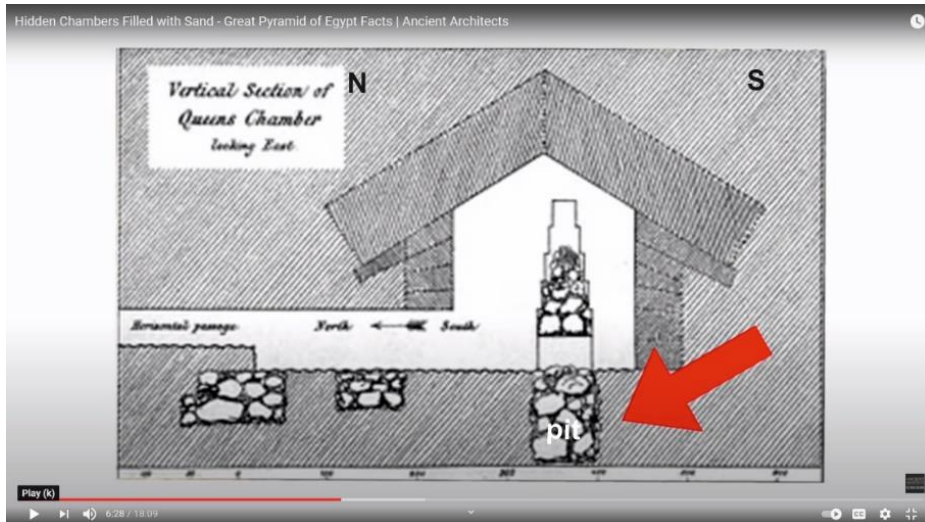 Hidden Chambers Filled with Sand - Great Pyramid of Egypt Facts | Ancient Architects
N
S
Vertical Section of
Queens Chamber
looking East
Horizontal passage
North
South
pit
Play (k)
6:28 / 18:09
CC